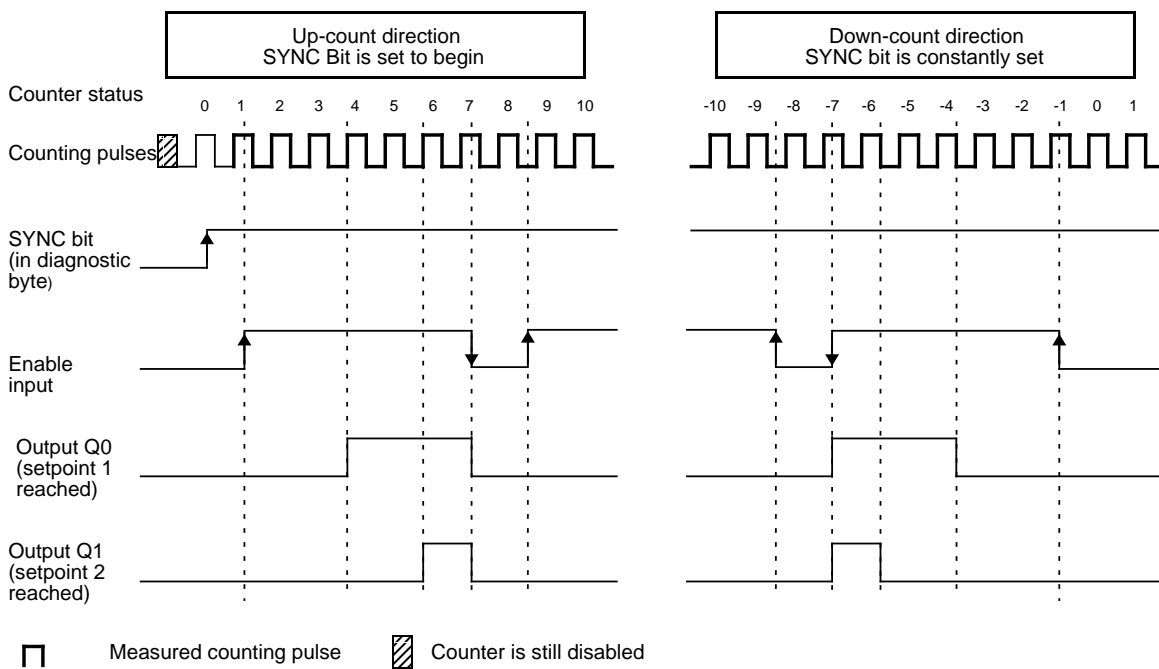 Up-count direction
SYNC Bit is set to begin
Down-count direction
SYNC bit is constantly set
Counter status
0 1 2 3 4 5 6 7 8 9 10
-10 -9 -8 -7 -6 -5 -4 -3 -2 -1 0 1
Counting pulses
SYNC bit
(in diagnostic
byte)
Enable
input
Output Q0
(setpoint 1
reached)
Output Q1
(setpoint 2
reached)
Measured counting pulse
Counter is still disabled